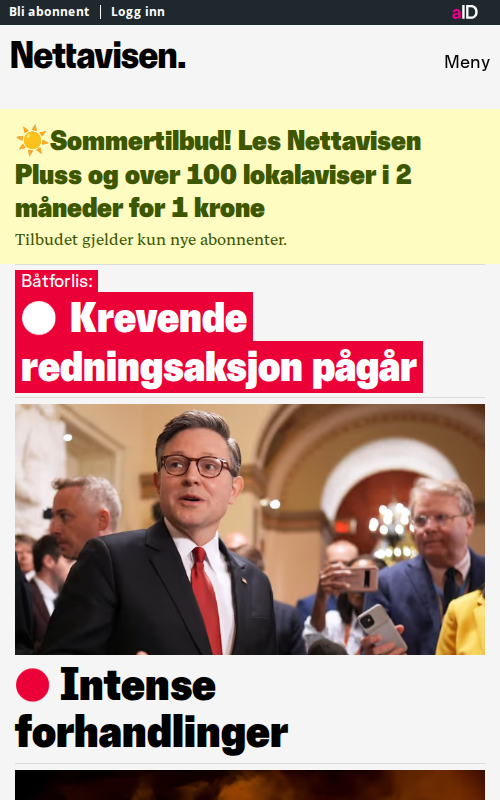 Bli abonnent
Logg inn
aID
Nettavisen.
Meny
☀️Sommertilbud! Les Nettavisen
Pluss og over 100 lokalaviser i 2
måneder for 1 krone
Tilbudet gjelder kun nye abonnenter.
Båtforlis:
Krevende
redningsaksjon pågår
Intense
forhandlinger